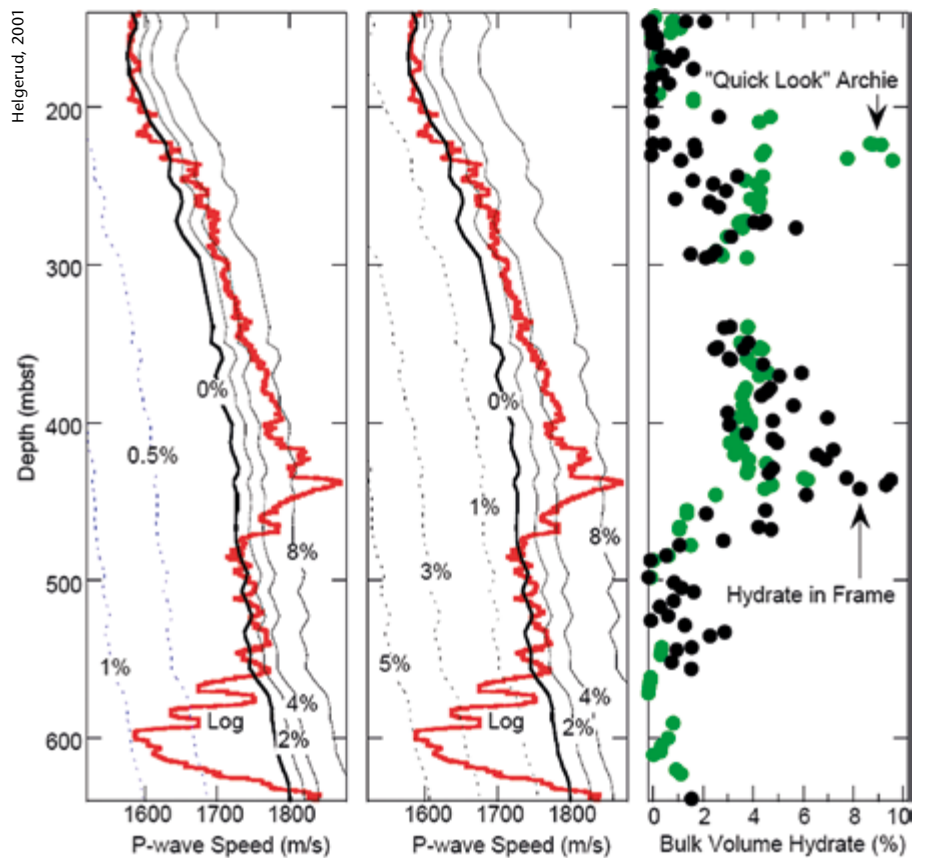 Helgerud, 2001
Depth (mbsf)
200
300
400
500
600
0%
0.5%
8%
1%
4%
Log
2%
1600 1700 1800
P-wave Speed (m/s)
0%
1%
8%
3%
5%
4%
Log
2%
1600 1700 1800
P-wave Speed (m/s)
"Quick Look" Archie
Hydrate in Frame
0 2 4 6 8 10
Bulk Volume Hydrate (%)